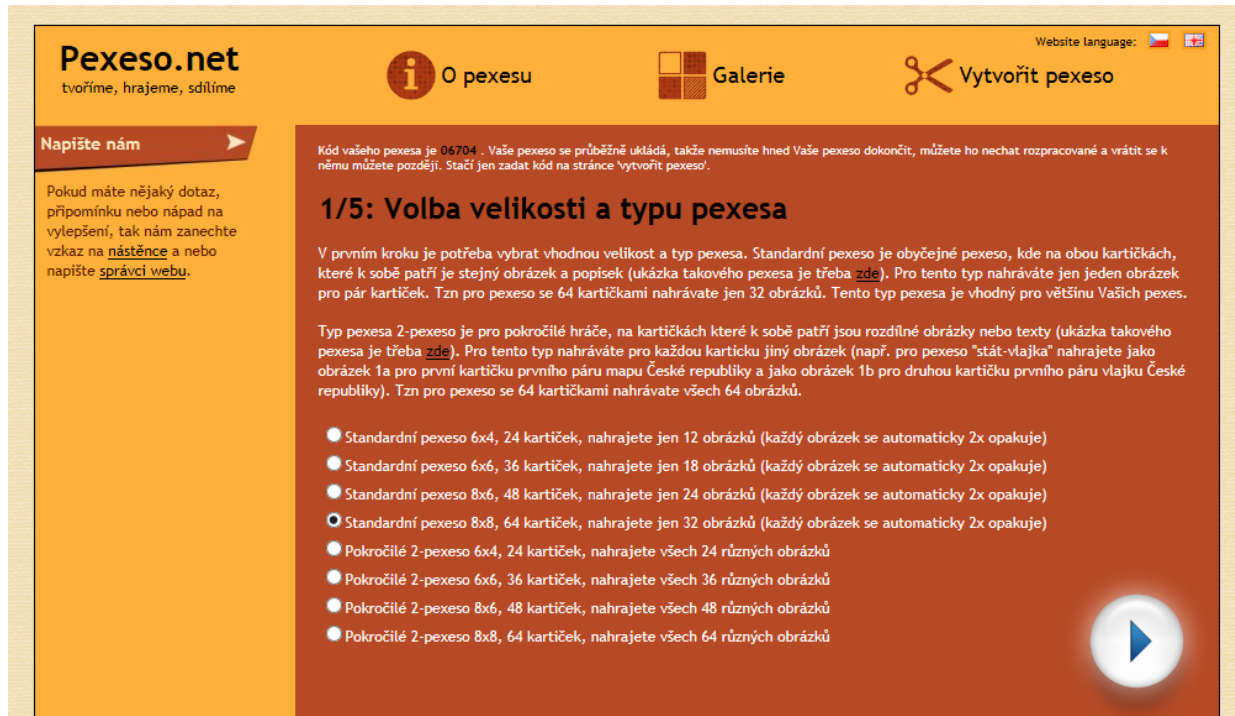 Website language:
Pexeso.net
tvoříme, hrajeme, sdílíme
O pexesu
Galerie
Vytvořit pexeso
Napište nám
Pokud máte nějaký dotaz,
připomínku nebo nápad na
vylepšení, tak nám zanechte
vzkaz na nástěnce a nebo
napište správci webu.
Kód vašeho pexesa je 06704 . Vaše pexeso se průběžně ukládá, takže nemusíte hned Vaše pexeso dokončit, můžete ho nechat rozpracované a vrátit se k
němu můžete později. Stačí jen zadat kód na stránce 'vytvořit pexeso'.
1/5: Volba velikosti a typu pexesa
V prvním kroku je potřeba vybrat vhodnou velikost a typ pexesa. Standardní pexeso je obyčejné pexeso, kde na obou kartičkách,
které k sobě patří je stejný obrázek a popisek (ukázka takového pexesa je třeba zde). Pro tento typ nahráváte jen jeden obrázek
pro pár kartiček. Tzn pro pexeso se 64 kartičkami nahrávate jen 32 obrázků. Tento typ pexesa je vhodný pro většinu Vašich pexes.
Typ pexesa 2-pexeso je pro pokročilé hráče, na kartičkách které k sobě patří jsou rozdílné obrázky nebo texty (ukázka takového
pexesa je třeba zde). Pro tento typ nahráváte pro každou karticku jiný obrázek (např. pro pexeso "stát-vlajka" nahrajete jako
obrázek 1a pro první kartičku prvního páru mapu České republiky a jako obrázek 1b pro druhou kartičku prvního páru vlajku České
republiky). Tzn pro pexeso se 64 kartičkami nahrávate všech 64 obrázků.
Standardní pexeso 6x4, 24 kartiček, nahrajete jen 12 obrázků (každý obrázek se automaticky 2x opakuje)
Standardní pexeso 6x6, 36 kartiček, nahrajete jen 18 obrázků (každý obrázek se automaticky 2x opakuje)
Standardní pexeso 8x6, 48 kartiček, nahrajete jen 24 obrázků (každý obrázek se automaticky 2x opakuje)
Standardní pexeso 8x8, 64 kartiček, nahrajete jen 32 obrázků (každý obrázek se automaticky 2x opakuje)
Pokročilé 2-pexeso 6x4, 24 kartiček, nahrajete všech 24 různých obrázků
Pokročilé 2-pexeso 6x6, 36 kartiček, nahrajete všech 36 různých obrázků
Pokročilé 2-pexeso 8x6, 48 kartiček, nahrajete všech 48 různých obrázků
Pokročilé 2-pexeso 8x8, 64 kartiček, nahrajete všech 64 různých obrázků